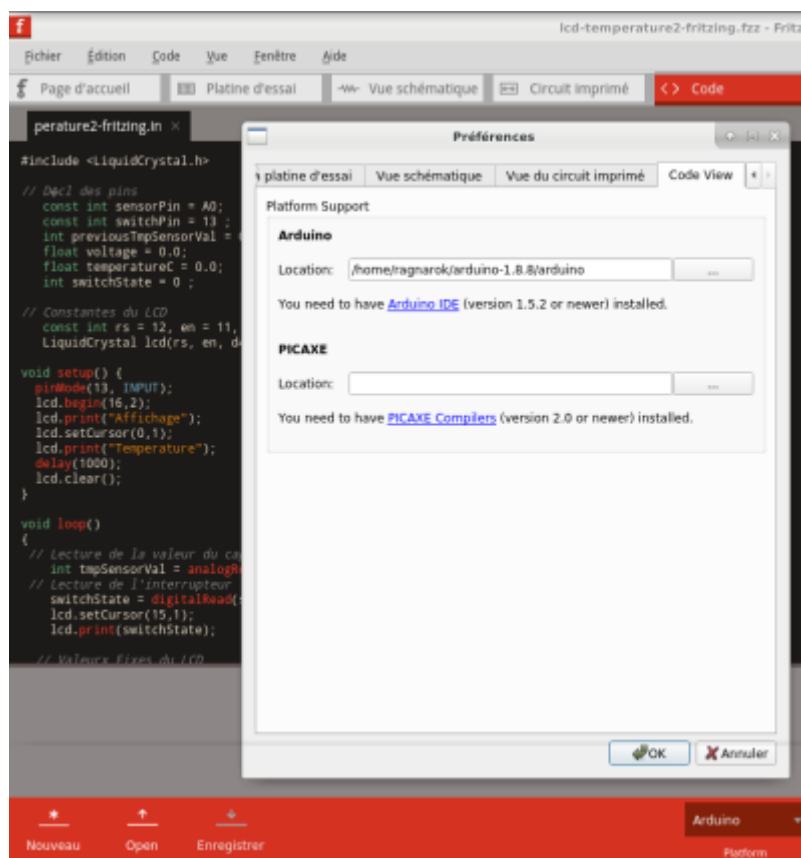 f
lcd-temperature2-fritzing.fzz - Fritz
Fichier Édition Code Vue Fenêtre Aide
Page d'accueil Platine d'essai Vue schématique Circuit imprimé <> Code
perature2-fritzing.in ×
Préférences
n platine d'essai Vue schématique Vue du circuit imprimé Code View
#include <LiquidCrystal.h>
// Décl des pins
const int sensorPin = A0;
const int switchPin = 13 ;
int previousTmpSensorVal =
float voltage = 0.0;
float temperatureC = 0.0;
int switchState = 0 ;
// Constantes du LCD
const int rs = 12, en = 11,
LiquidCrystal lcd(rs, en, d
void setup() {
pinMode(13, INPUT);
lcd.begin(16,2);
lcd.print("Affichage");
lcd.setCursor(0,1);
lcd.print("Temperature");
delay(1000);
lcd.clear();
}
void loop()
{
// Lecture de la valeur du ca
int tmpSensorVal = analogR
// Lecture de l'interrupteur
switchState = digitalRead(
lcd.setCursor(15,1);
lcd.print(switchState);
// Valeurs fixes du LCD
Platform Support
Arduino
Location: /home/ragnarok/arduino-1.8.8/arduino ...
You need to have Arduino IDE (version 1.5.2 or newer) installed.
PICAXE
Location: ...
You need to have PICAXE Compilers (version 2.0 or newer) installed.
OK Annuler
Nouveau Open Enregistrer
Arduino
Platform